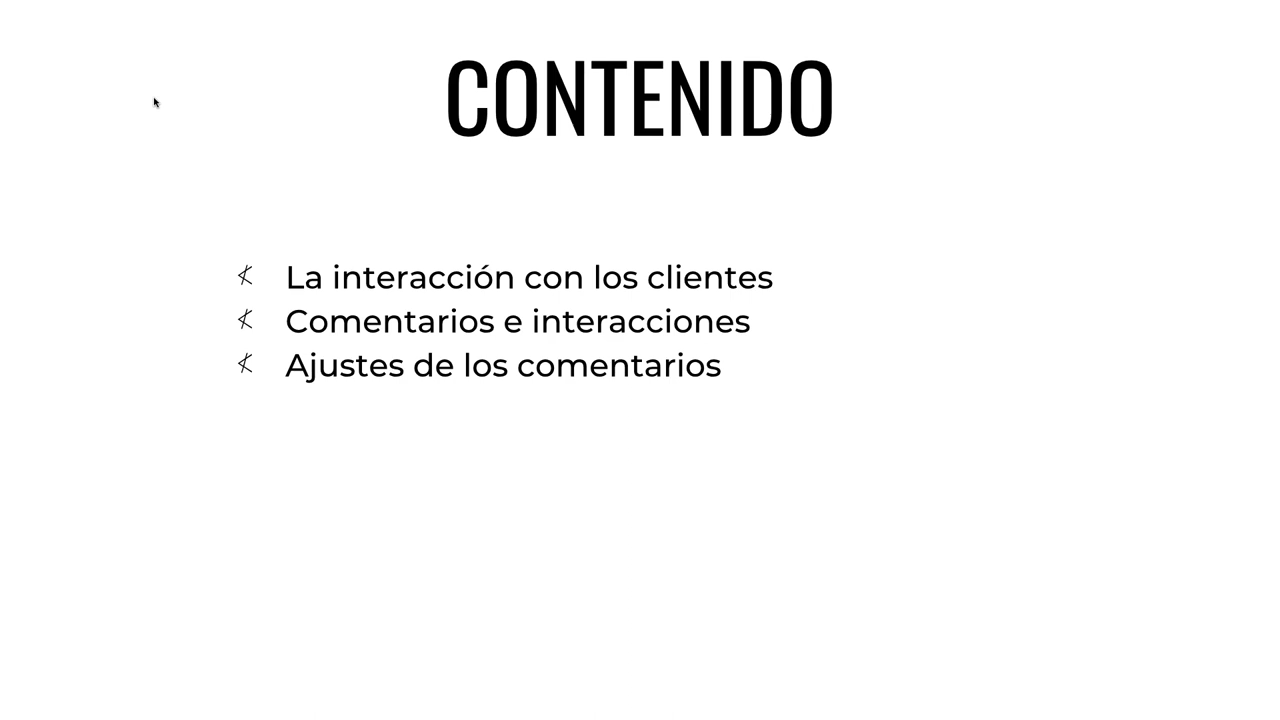 CONTENIDO
La interacción con los clientes
Comentarios e interacciones
Ajustes de los comentarios